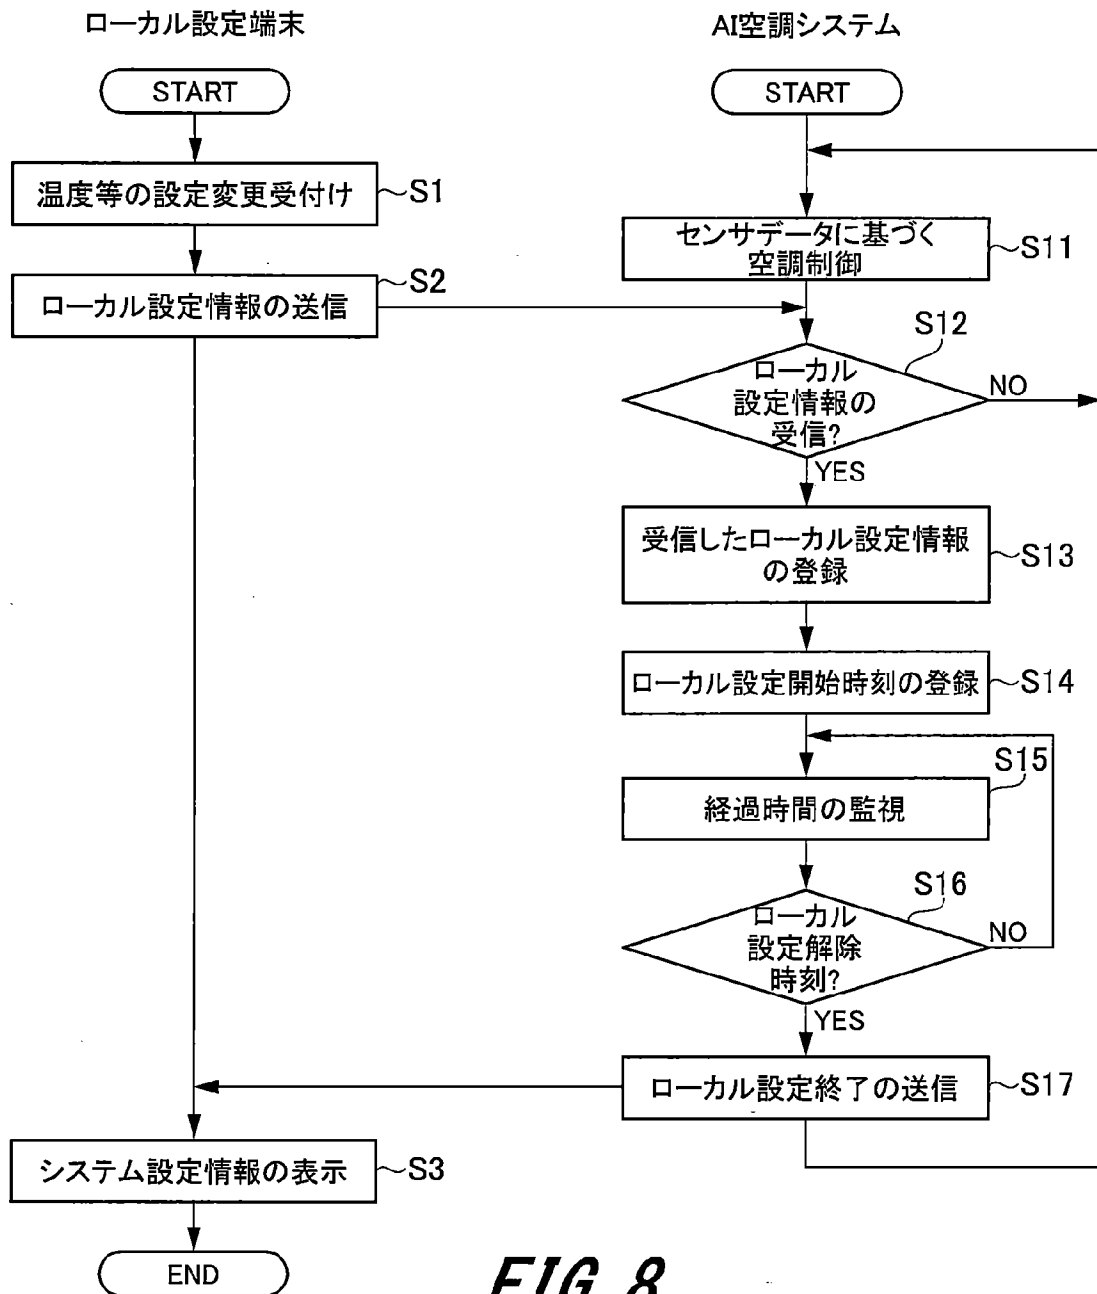 ローカル設定端末
START
温度等の設定変更受付け
S1
ローカル設定情報の送信
S2
システム設定情報の表示
S3
END
AI空調システム
START
センサデータに基づく
空調制御
S11
S12
ローカル
設定情報の
受信?
NO
YES
受信したローカル設定情報
の登録
S13
ローカル設定開始時刻の登録
S14
S15
経過時間の監視
S16
ローカル
設定解除
時刻?
NO
YES
ローカル設定終了の送信
S17
FIG. 8